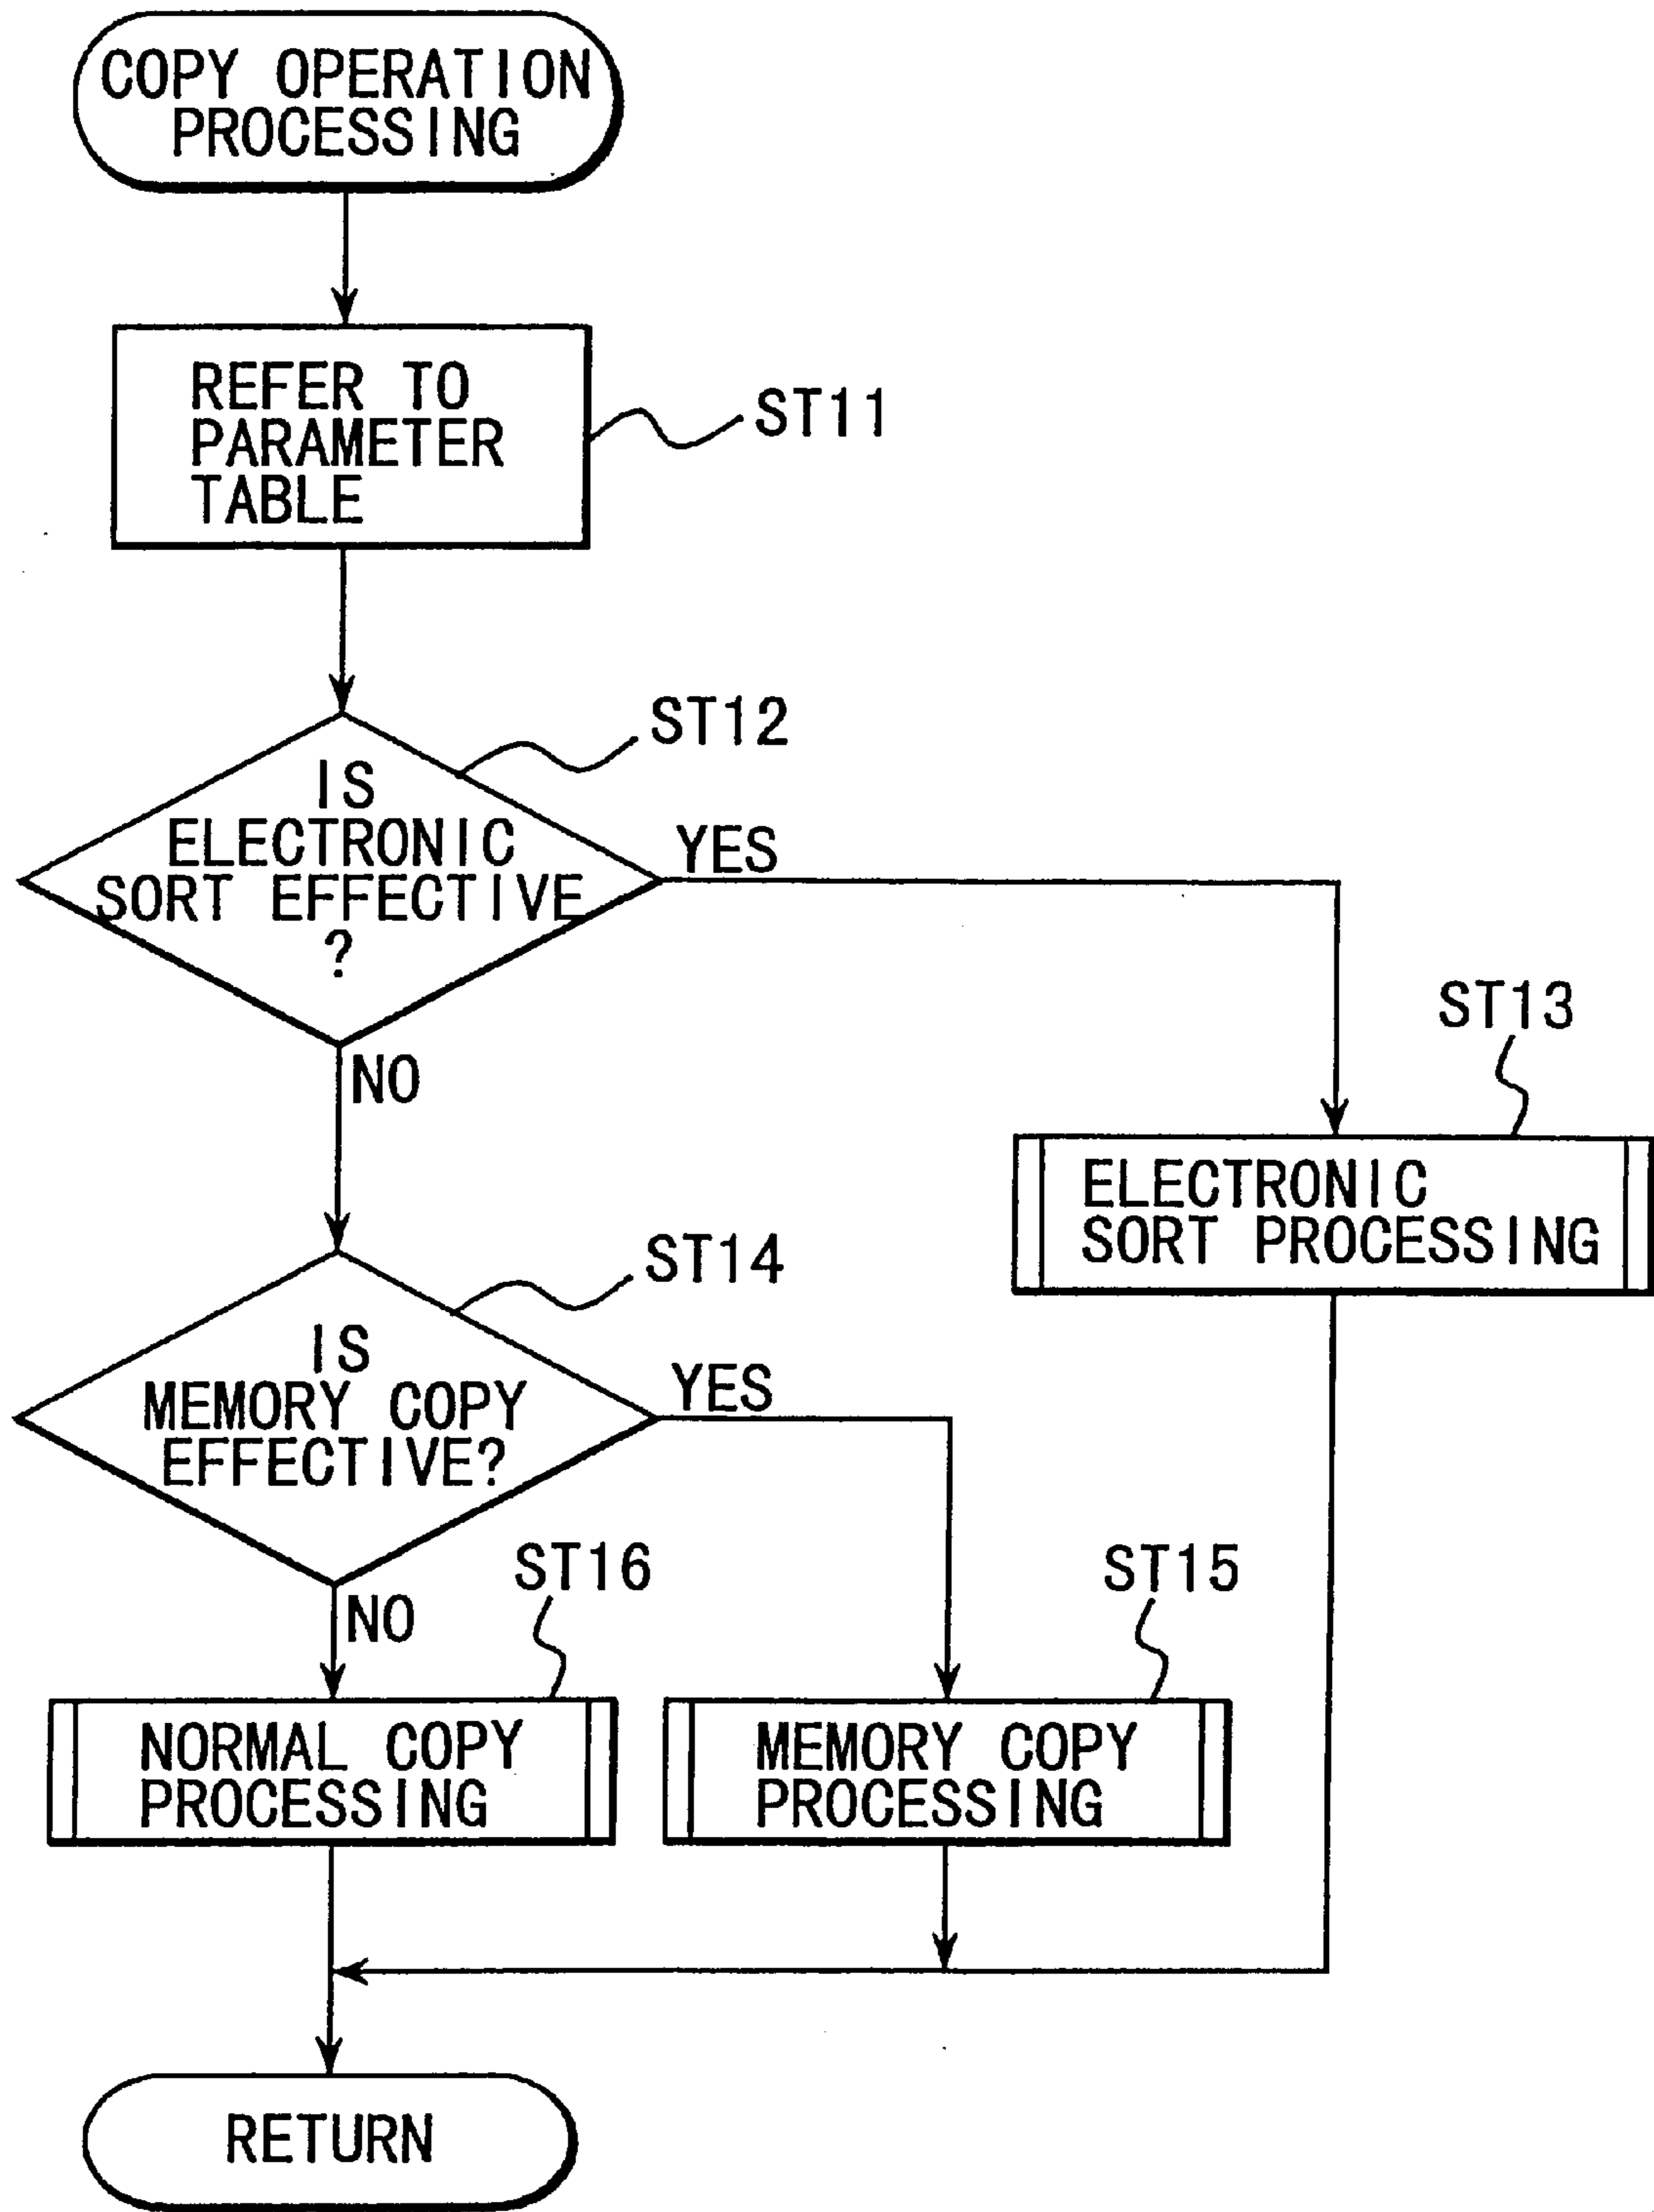 COPY OPERATION
PROCESSING
REFER TO
PARAMETER
TABLE
ST11
ST12
IS
ELECTRONIC
SORT EFFECTIVE
?
YES
NO
ST13
ELECTRONIC
SORT PROCESSING
ST14
IS
MEMORY COPY
EFFECTIVE?
YES
NO
ST16
NORMAL COPY
PROCESSING
ST15
MEMORY COPY
PROCESSING
RETURN